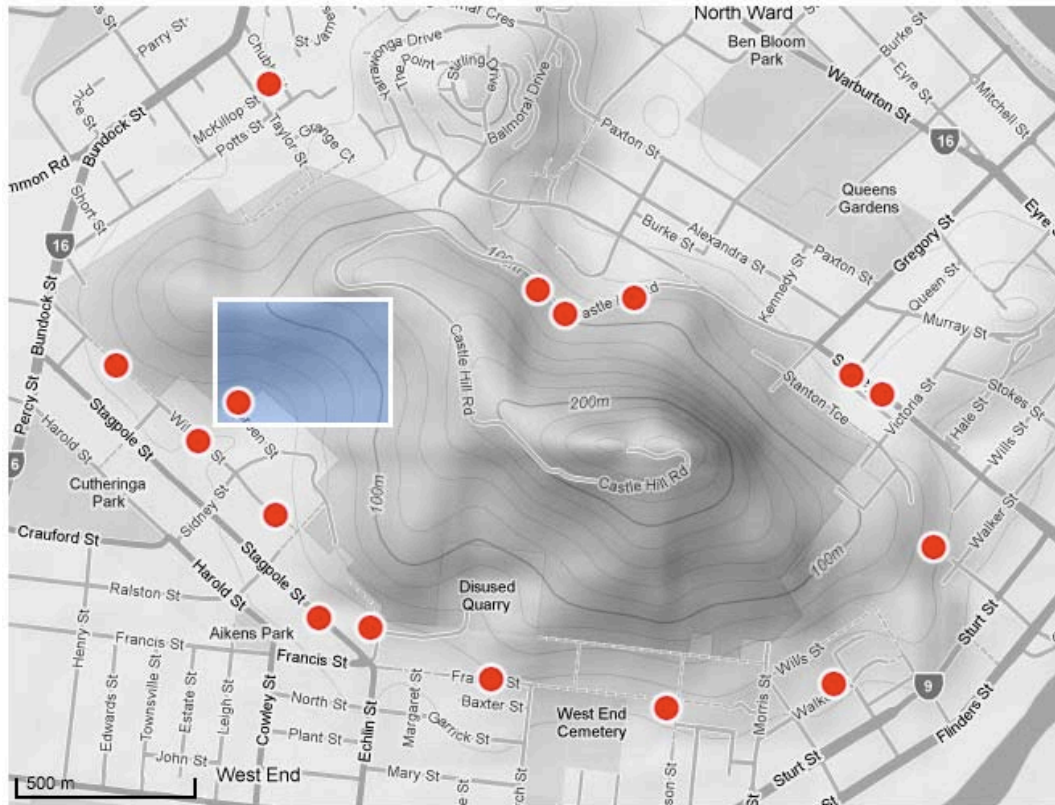 North Ward
Ben Bloom
Park
Parry St
Yarrawonga Drive
The Point
Stirling Drive
Balmoral Drive
Burke St
Eyre St
Mitchell St
Warburton St
16
McKillop St
Potts St
Grange Ct
Taylor St
Bundock St
Paxton St
Queens
Gardens
Short St
16
Burke St
Alexandra St
Paxton St
Gregory St
Kennedy St
Queen St
Murray St
100m
Castle Hill Rd
Bundock St
Percy St
Stagpole St
Harold St
200m
Stanton Tce
Victoria St
Stokes St
Hale St
Wills St
Cutheringa
Park
Sidney St
Castle Hill Rd
100m
Walker St
Crauford St
Harold St
Stagpole St
100m
Ralston St
Disused
Quarry
Aikens Park
Henry St
Francis St
Francis St
Sturt St
Wills St
9
Edwards St
Townsville St
Estate St
Leigh St
Cowley St
North St
Plant St
Echlin St
Margaret St
Baxter St
Garrick St
West End
Cemetery
Morris St
Flinders St
John St
Mary St
Sturt St
500 m
West End